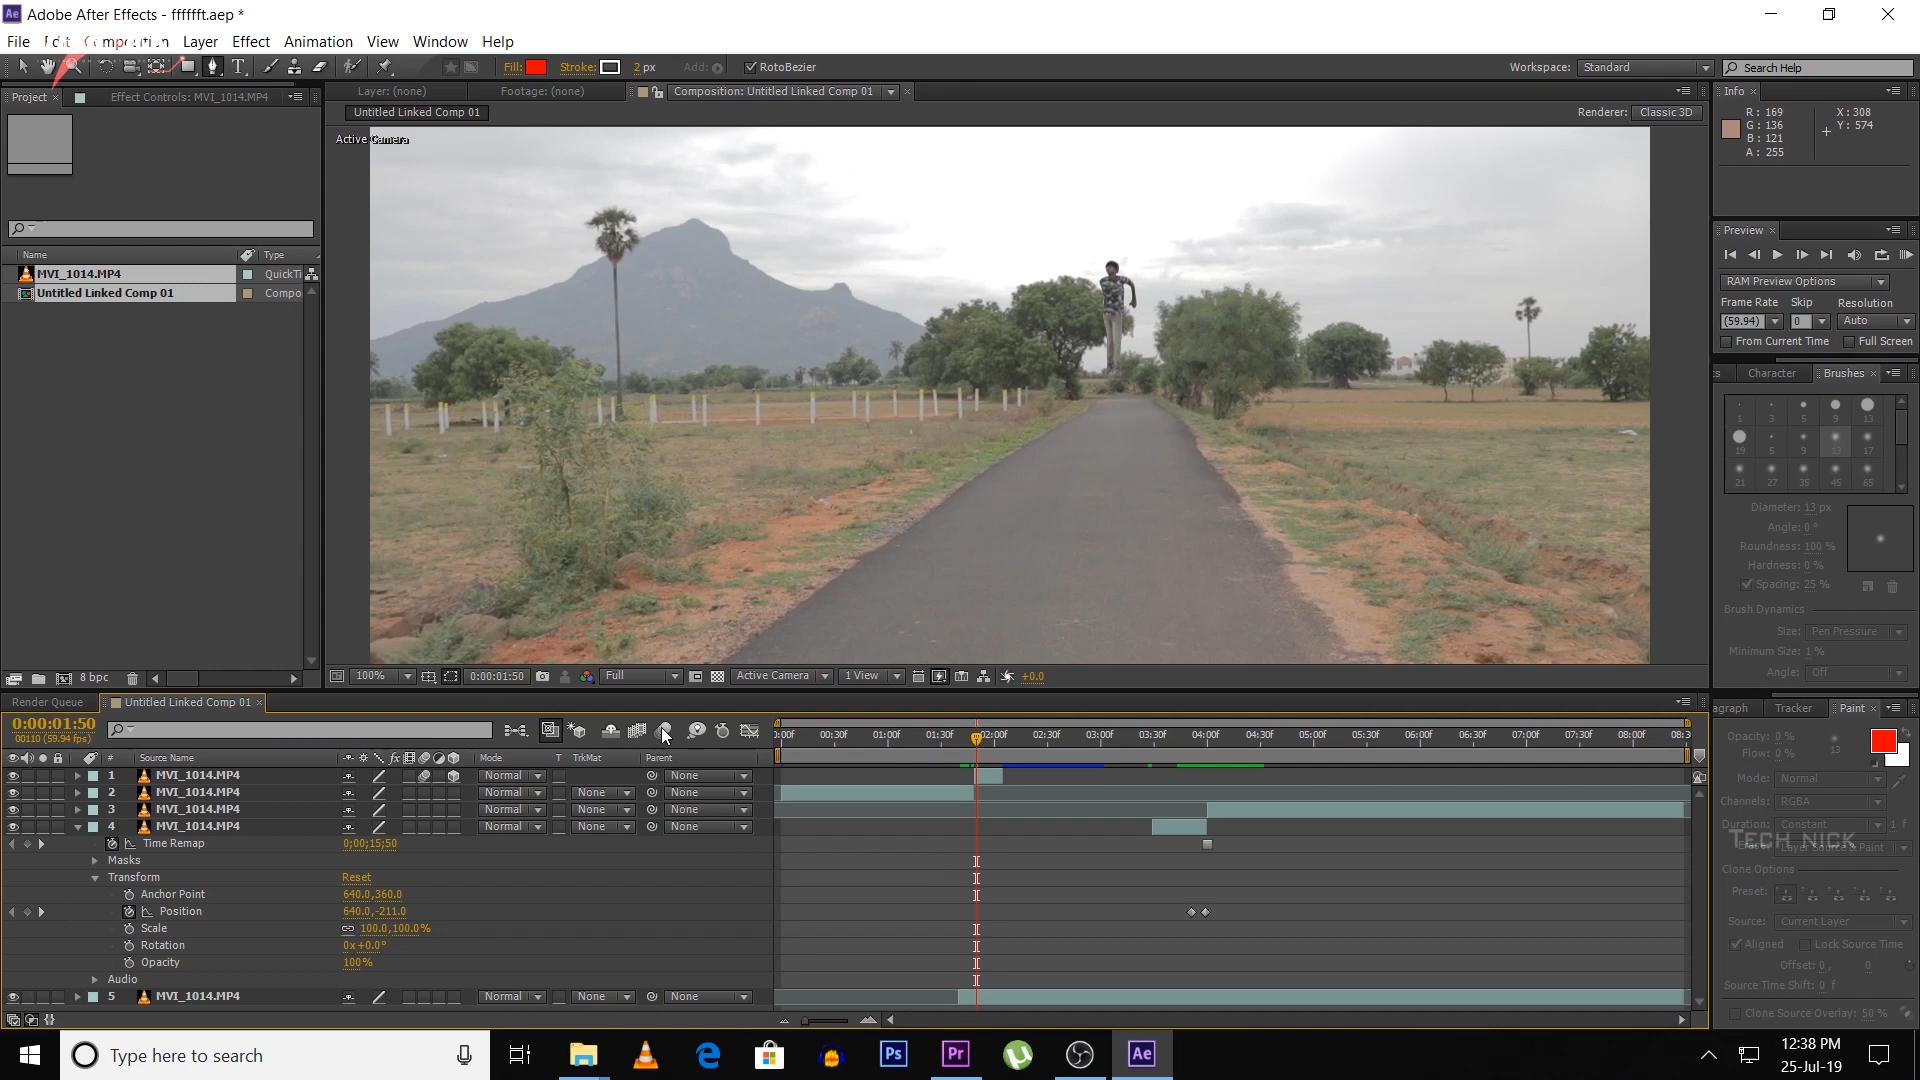 Adobe After Effects - fffffft.aep *
File Edit Composition Layer Effect Animation View Window Help
Fill: Stroke: 2 px Add: RotoBezier
Workspace: Standard Search Help
Project Effect Controls: MVI_1014.MP4
Layer: (none) Footage: (none) Composition: Untitled Linked Comp 01
Untitled Linked Comp 01 Renderer: Classic 3D
Active Camera
Info
R: 169 X: 308
G: 136 Y: 574
B: 121
A: 255
Name Type
MVI_1014.MP4 QuickTi
Untitled Linked Comp 01 Compo
Preview
RAM Preview Options
Frame Rate Skip Resolution
(59.94) 0 Auto
From Current Time Full Screen
Character Brushes
1 3 5 9 13
19 5 9 13 17
21 27 35 45 65
Diameter: 13 px
Angle: 0 °
Roundness: 100 %
Hardness: 0 %
Spacing: 25 %
Brush Dynamics
Size: Pen Pressure
Minimum Size: 1 %
Angle: Off
8 bpc
100% 0:00:01:50 Full Active Camera 1 View +0.0
Render Queue Untitled Linked Comp 01
0:00:01:50
00110 (59.94 fps)
:00f 00:30f 01:00f 01:30f 02:00f 02:30f 03:00f 03:30f 04:00f 04:30f 05:00f 05:30f 06:00f 06:30f 07:00f 07:30f 08:00f 08:3
# Source Name Mode T TrkMat Parent
1 MVI_1014.MP4 Normal None
2 MVI_1014.MP4 Normal None None
3 MVI_1014.MP4 Normal None None
4 MVI_1014.MP4 Normal None None
Time Remap 0;00;15;50
Masks
Transform Reset
Anchor Point 640.0,360.0
Position 640.0,-211.0
Scale 100.0,100.0%
Rotation 0x+0.0°
Opacity 100%
Audio
5 MVI_1014.MP4 Normal None None
agraph Tracker Paint
Opacity: 0 %
Flow: 0 % 13
Mode: Normal
Channels: RGBA
Duration: Constant 1 f
TECH NICK
Layer Source & Paint
Clone Options
Preset:
Source: Current Layer
Aligned Lock Source Time
Offset: 0 , 0
Source Time Shift: 0 f
Clone Source Overlay: 50 %
Type here to search
Ps Pr Ae
12:38 PM
25-Jul-19